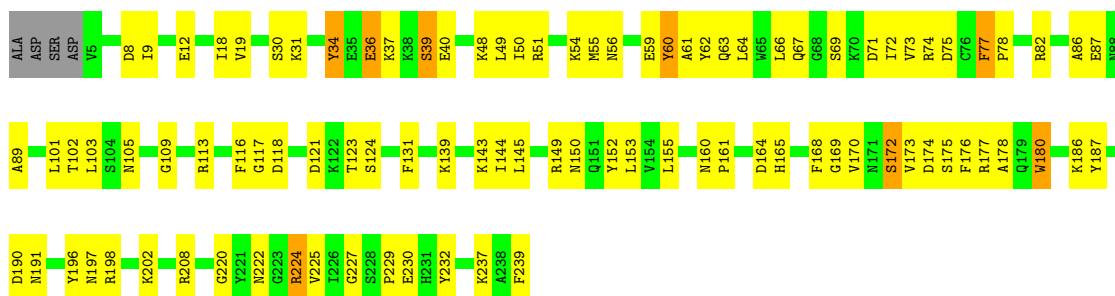 ALA ASP SER ASP V5 D8 I9 E12 I18 V19 S30 K31 Y34 E35 E36 K37 K38 S39 E40 K48 L49 I50 R51 K54 M55 N56 E59 Y60 A61 Y62 Q63 L64 W65 L66 Q67 G68 S69 K70 D71 I72 V73 R74 D75 C76 F77 P78 R82 A86 E87 N88
A89 L101 T102 L103 S104 N105 G109 R113 F116 G117 D118 D121 K122 T123 S124 F131 K139 K143 I144 L145 R149 N150 Q151 Y152 L153 V154 L155 N160 P161 D164 H165 F168 G169 V170 N171 S172 V173 D174 S175 F176 R177 A178 Q179 W180 K186 Y187
D190 N191 Y196 N197 R198 K202 R208 G220 Y221 N222 G223 R224 V225 I226 G227 S228 P229 E230 H231 Y232 K237 A238 F239